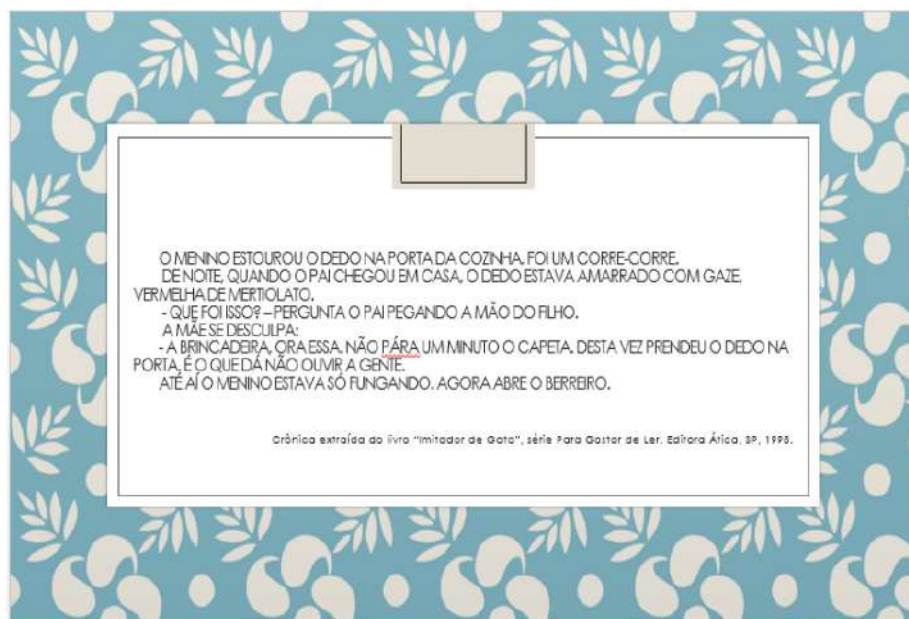 O MENINO ESTOUROU O DEDO NA PORTA DA COZINHA. FOI UM CORRE-CORRE.
DE NOITE, QUANDO O PAI CHEGOU EM CASA, O DEDO ESTAVA AMARRADO COM GAZE,
VERMELHA DE MERTIOLATO.
- QUE FOI ISSO? – PERGUNTA O PAI PEGANDO A MÃO DO FILHO.
A MÃE SE DESCULPA:
- A BRINCADEIRA, ORA ESSA. NÃO PÁRA UM MINUTO O CAPETA. DESTA VEZ PRENDEU O DEDO NA
PORTA. É O QUE DÁ NÃO OUVIR A GENTE.
ATÉ AÍ O MENINO ESTAVA SÓ FUNGANDO. AGORA ABRE O BERREIRO.
Crônica extraída do livro "Imitador de Gato", série Para Gostar de Ler. Editora Ática, SP, 1998.